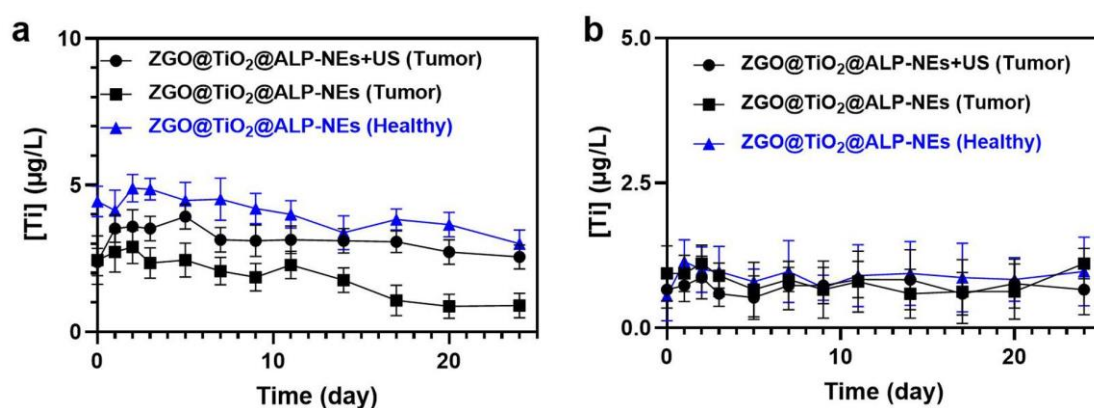 a
10
5
0
[Ti] (μg/L)
ZGO@TiO₂@ALP-NEs+US (Tumor)
ZGO@TiO₂@ALP-NEs (Tumor)
ZGO@TiO₂@ALP-NEs (Healthy)
0 10 20
Time (day)
b
5.0
2.5
0.0
[Ti] (μg/L)
ZGO@TiO₂@ALP-NEs+US (Tumor)
ZGO@TiO₂@ALP-NEs (Tumor)
ZGO@TiO₂@ALP-NEs (Healthy)
0 10 20
Time (day)